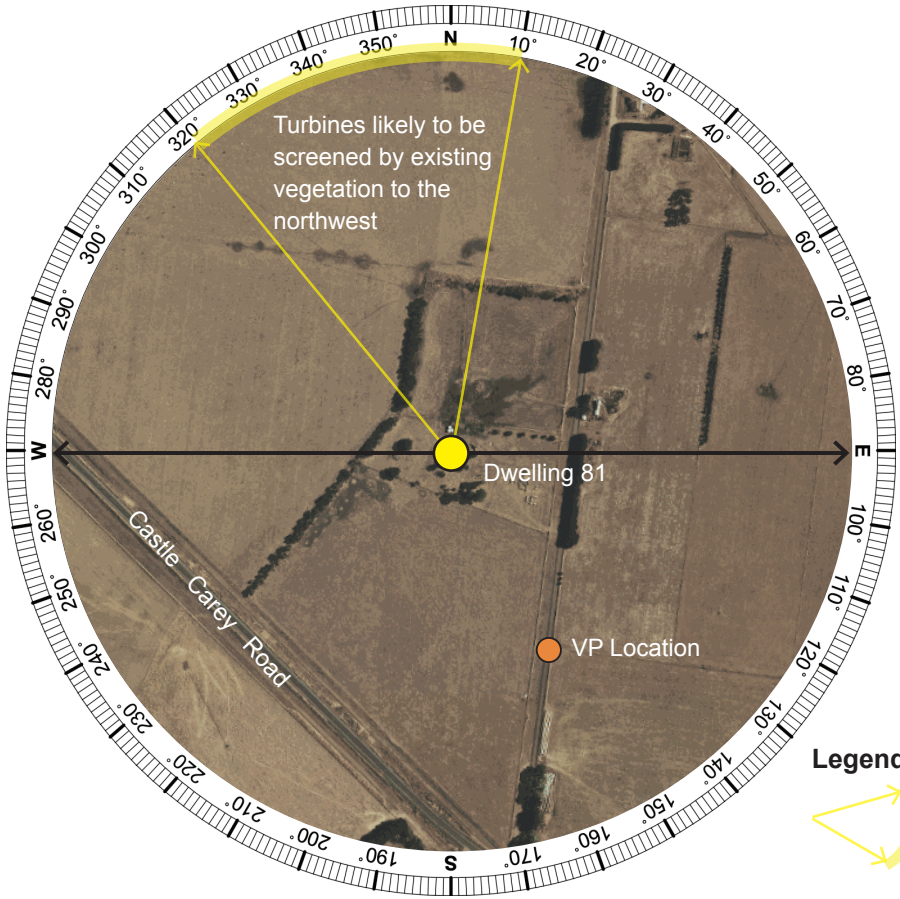 N
10°
20°
30°
40°
50°
60°
70°
80°
E
100°
110°
120°
130°
140°
150°
160°
170°
S
190°
200°
210°
220°
230°
240°
250°
260°
W
280°
290°
300°
310°
320°
330°
340°
350°
Turbines likely to be
screened by existing
vegetation to the
northwest
Dwelling 81
Castle Carey Road
VP Location
Legend